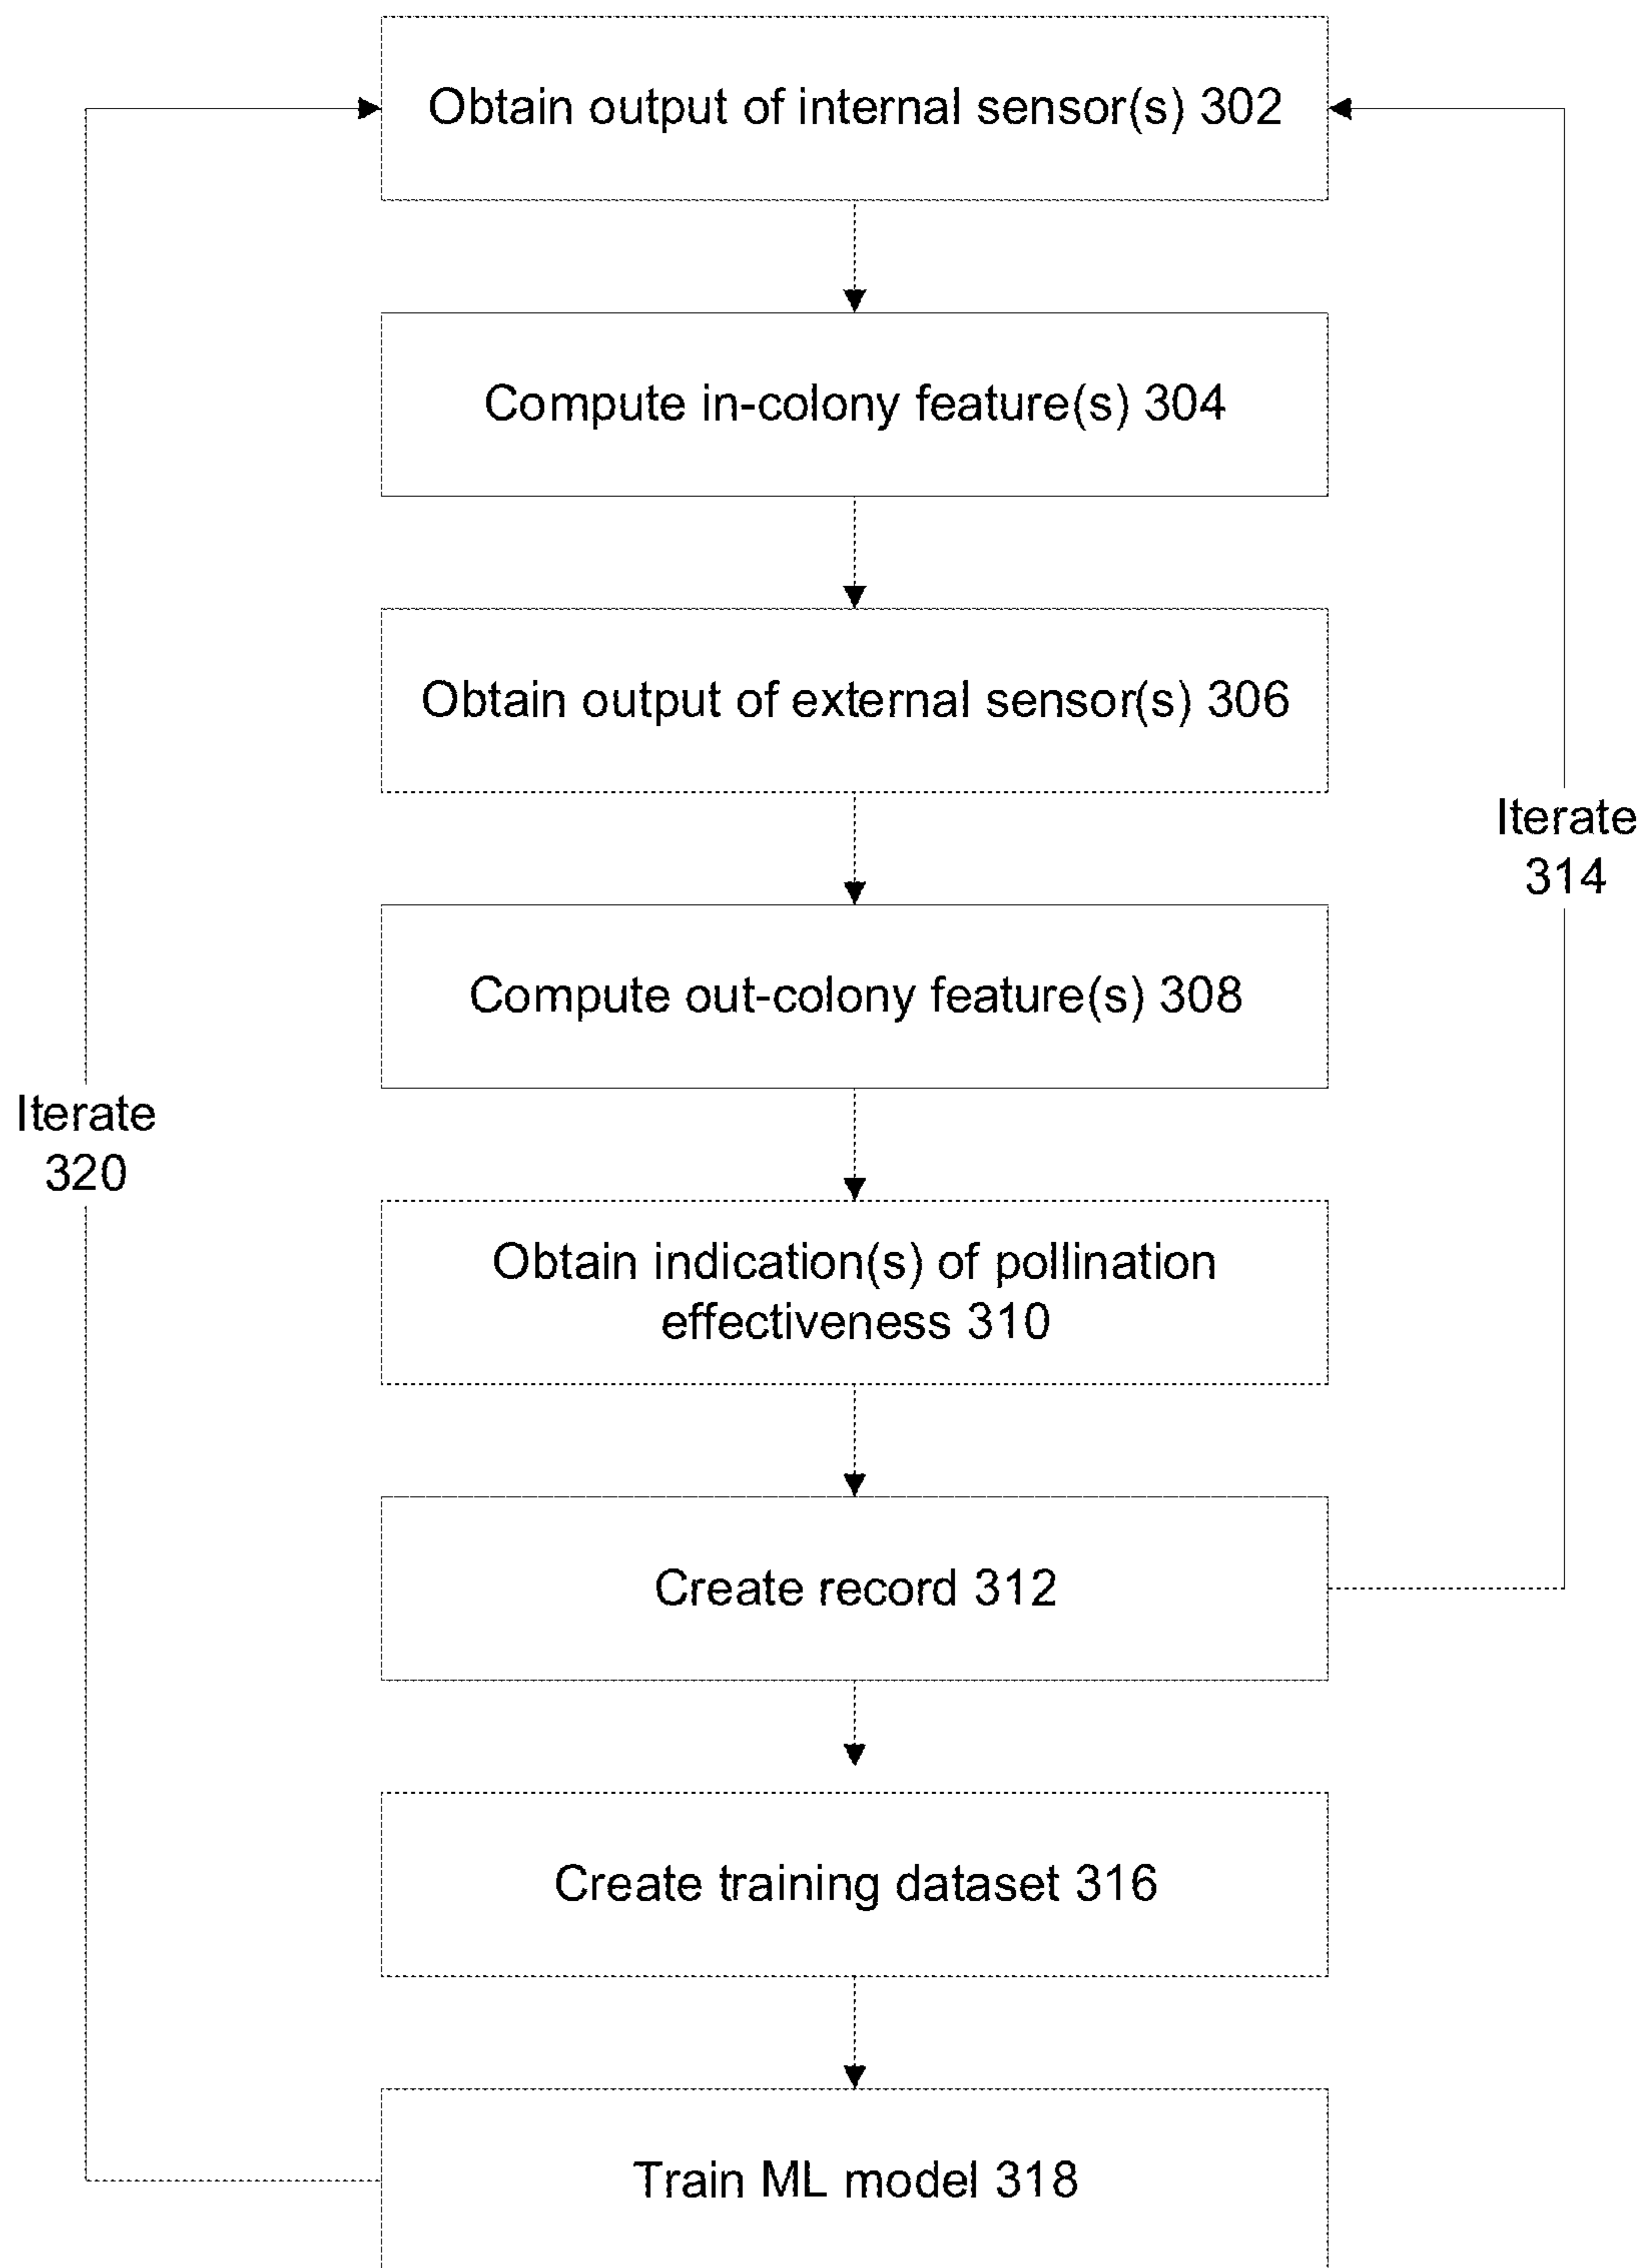 Obtain output of internal sensor(s) 302
Compute in-colony feature(s) 304
Obtain output of external sensor(s) 306
Iterate
314
Compute out-colony feature(s) 308
Iterate
320
Obtain indication(s) of pollination
effectiveness 310
Create record 312
Create training dataset 316
Train ML model 318